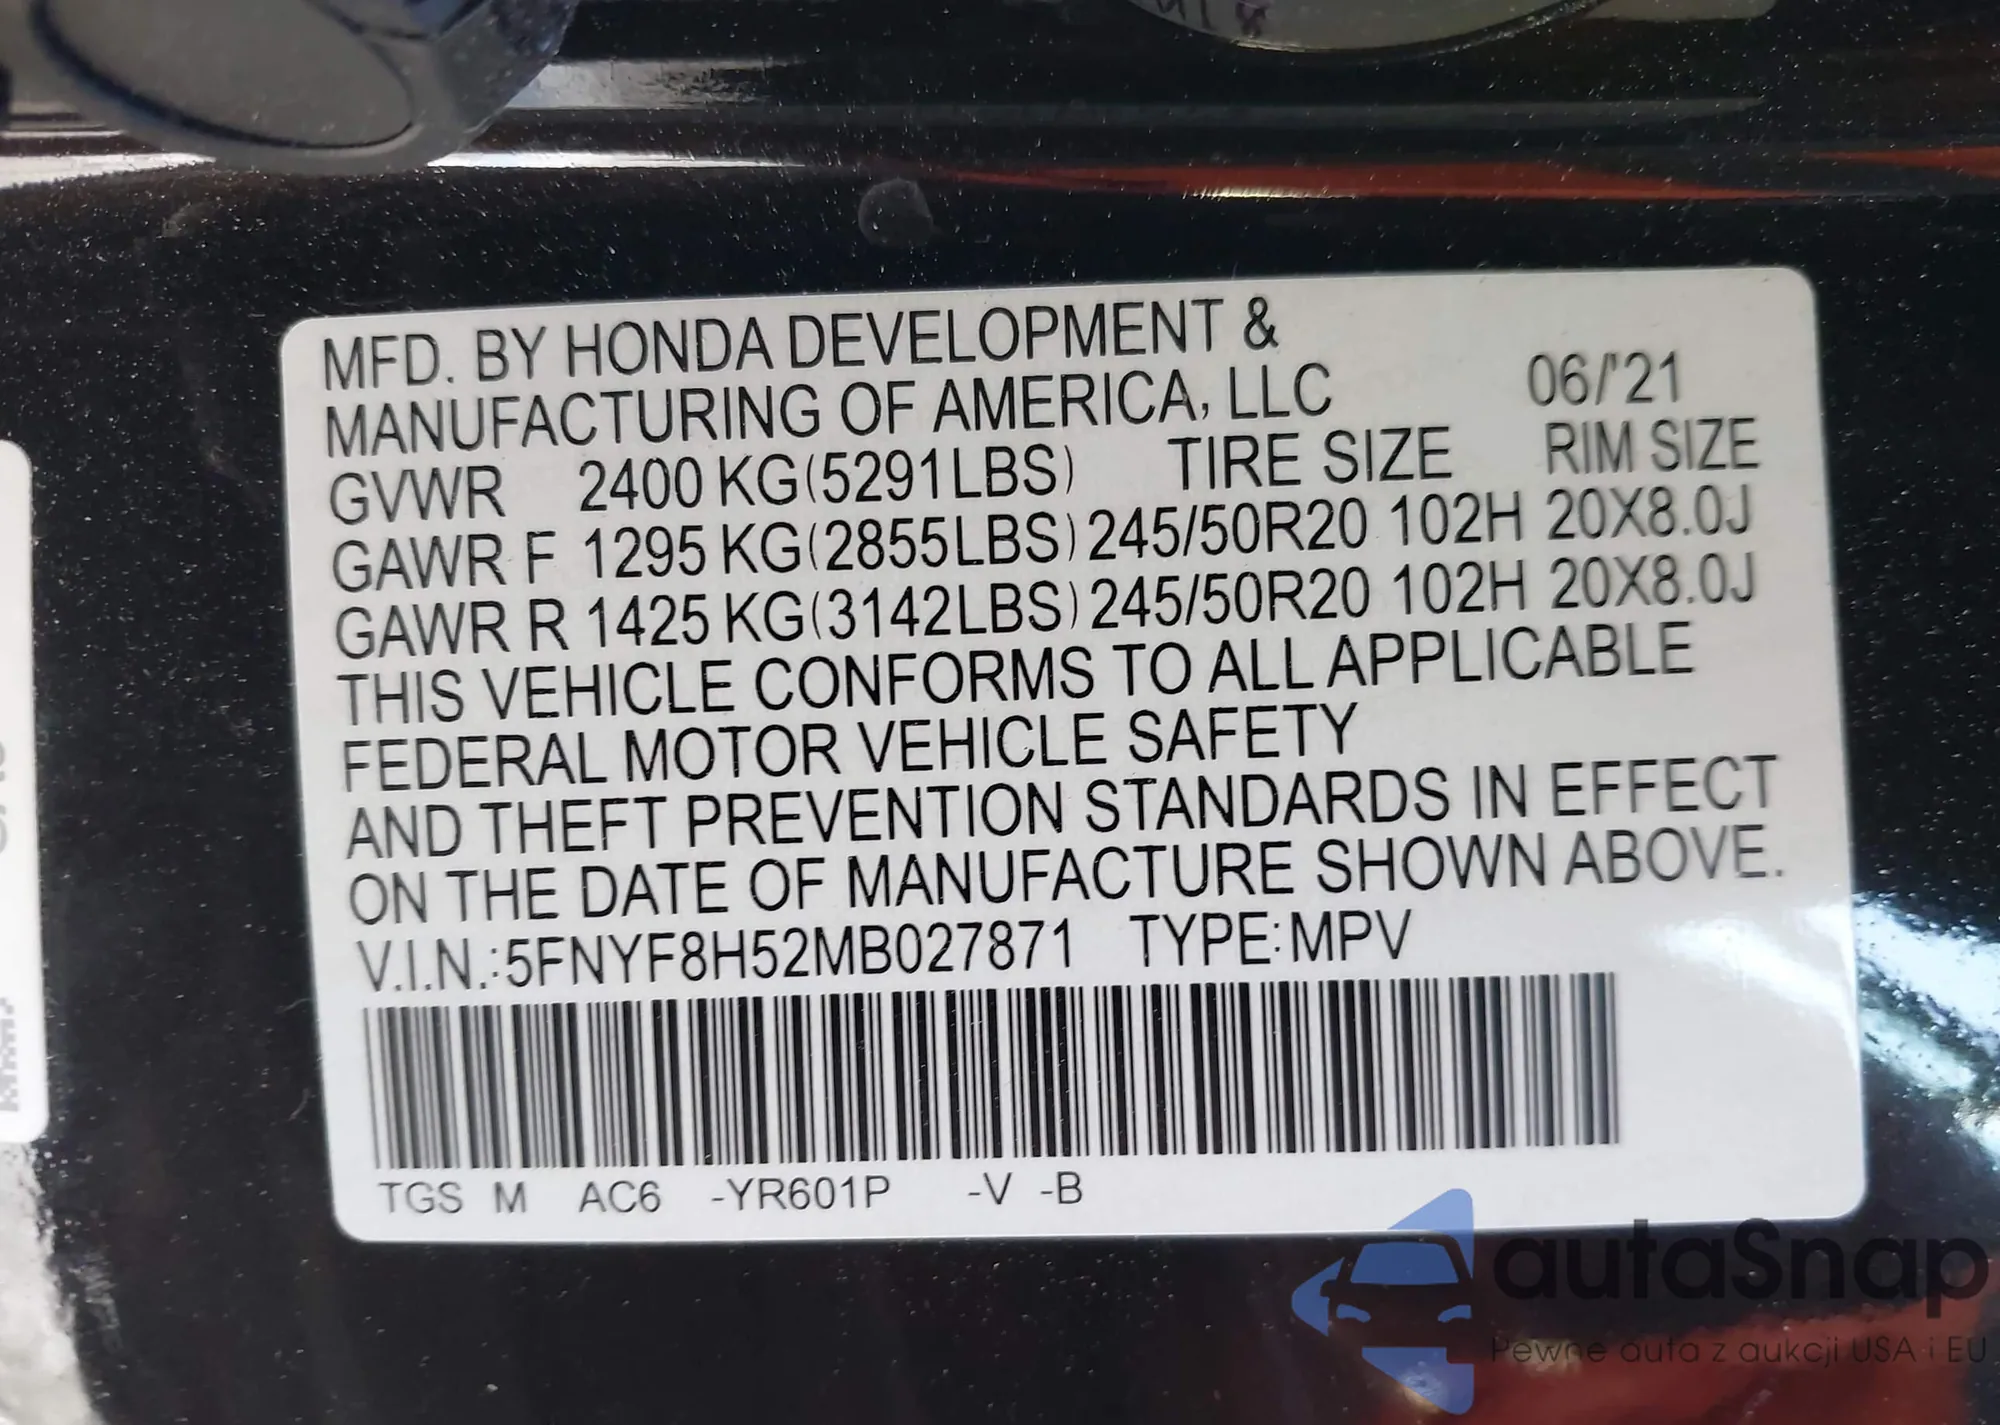 MFD. BY HONDA DEVELOPMENT &
MANUFACTURING OF AMERICA, LLC 06/'21
GVWR 2400 KG(5291LBS) TIRE SIZE RIM SIZE
GAWR F 1295 KG(2855LBS) 245/50R20 102H 20X8.0J
GAWR R 1425 KG(3142LBS) 245/50R20 102H 20X8.0J
THIS VEHICLE CONFORMS TO ALL APPLICABLE
FEDERAL MOTOR VEHICLE SAFETY
AND THEFT PREVENTION STANDARDS IN EFFECT
ON THE DATE OF MANUFACTURE SHOWN ABOVE.
V.I.N.:5FNYF8H52MB027871 TYPE:MPV
TGS M AC6 -YR601P -V -B
autaSnap
Pewne auta z aukcji USA i EU